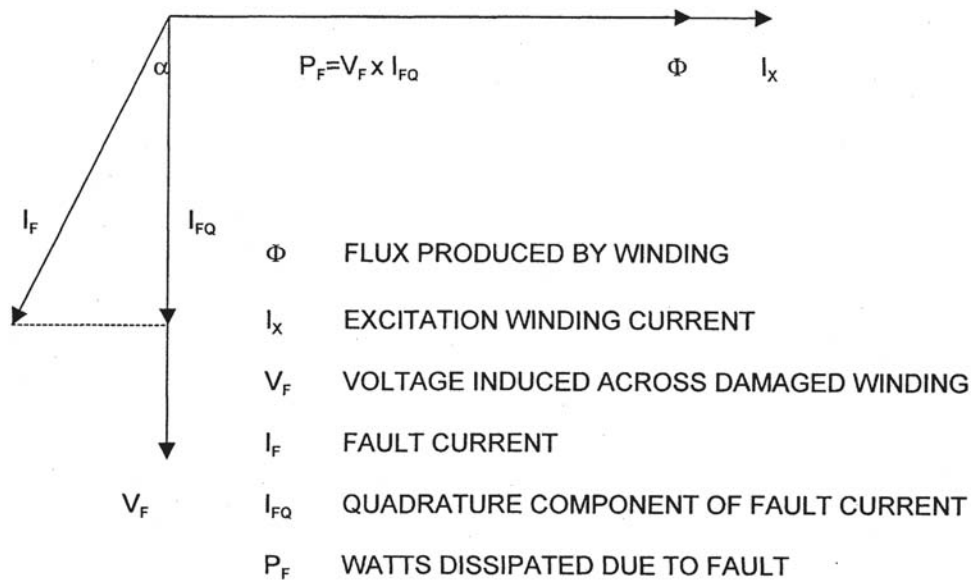 α
P_F=V_F x I_FQ
Φ
I_X
I_F
I_FQ
Φ FLUX PRODUCED BY WINDING
I_X EXCITATION WINDING CURRENT
V_F VOLTAGE INDUCED ACROSS DAMAGED WINDING
I_F FAULT CURRENT
V_F
I_FQ QUADRATURE COMPONENT OF FAULT CURRENT
P_F WATTS DISSIPATED DUE TO FAULT